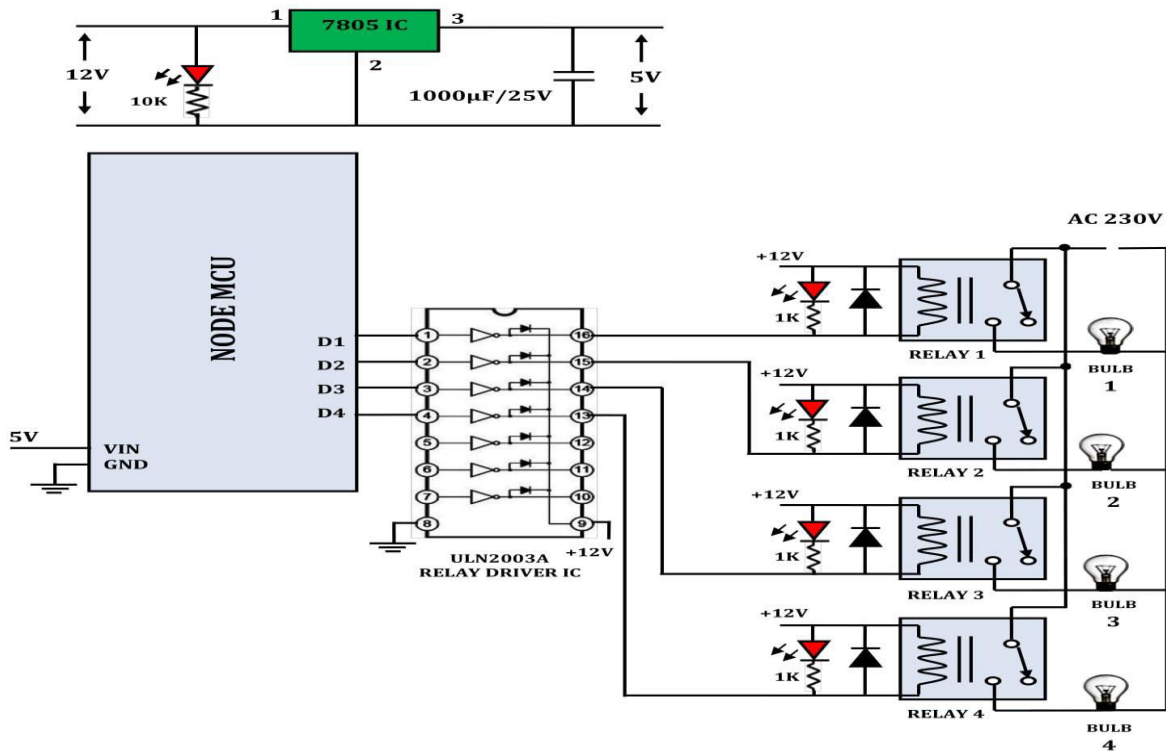 1
7805 IC
3
12V
2
10K
1000µF/25V
5V
NODE MCU
AC 230V
D1
D2
D3
D4
5V
VIN
GND
1
2
3
4
5
6
7
8
16
15
14
13
12
11
10
9
+12V
ULN2003A
RELAY DRIVER IC
+12V
1K
RELAY 1
BULB
1
+12V
1K
RELAY 2
BULB
2
+12V
1K
RELAY 3
BULB
3
+12V
1K
RELAY 4
BULB
4